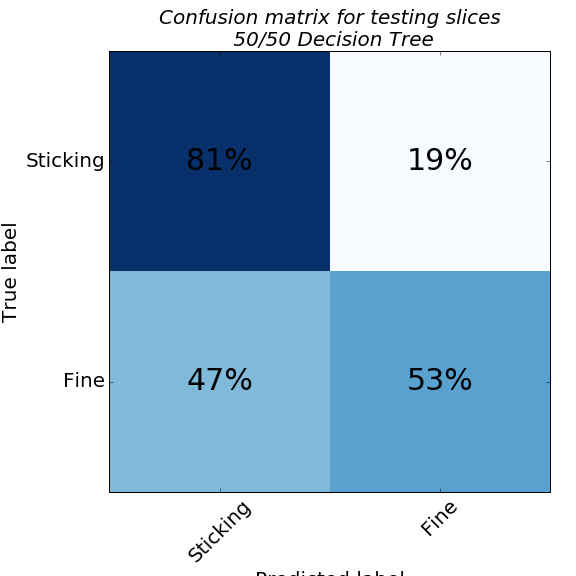 Confusion matrix for testing slices
50/50 Decision Tree
True label
Sticking
81%
19%
Fine
47%
53%
Sticking
Fine
Predicted label